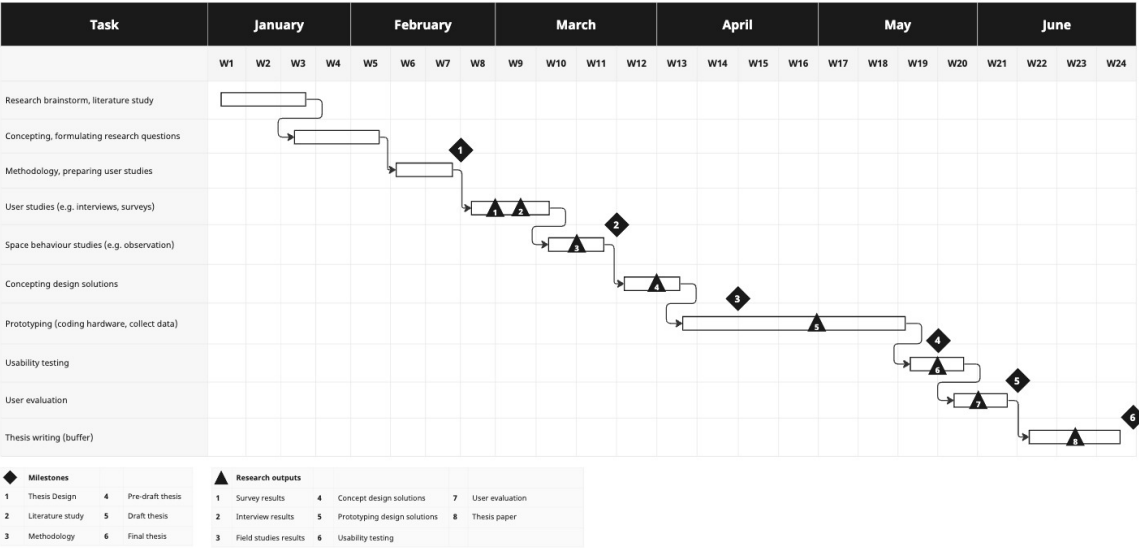 Task January February March April May June
W1 W2 W3 W4 W5 W6 W7 W8 W9 W10 W11 W12 W13 W14 W15 W16 W17 W18 W19 W20 W21 W22 W23 W24
Research brainstorm, literature study
Concepting, formulating research questions
1
Methodology, preparing user studies
User studies (e.g. interviews, surveys) 1 2
2
Space behaviour studies (e.g. observation) 3
Concepting design solutions 4
3
Prototyping (coding hardware, collect data) 5
4
Usability testing 6
5
User evaluation 7
6
Thesis writing (buffer) 8
Milestones
1 Thesis Design 4 Pre-draft thesis
2 Literature study 5 Draft thesis
3 Methodology 6 Final thesis
Research outputs
1 Survey results 4 Concept design solutions 7 User evaluation
2 Interview results 5 Prototyping design solutions 8 Thesis paper
3 Field studies results 6 Usability testing